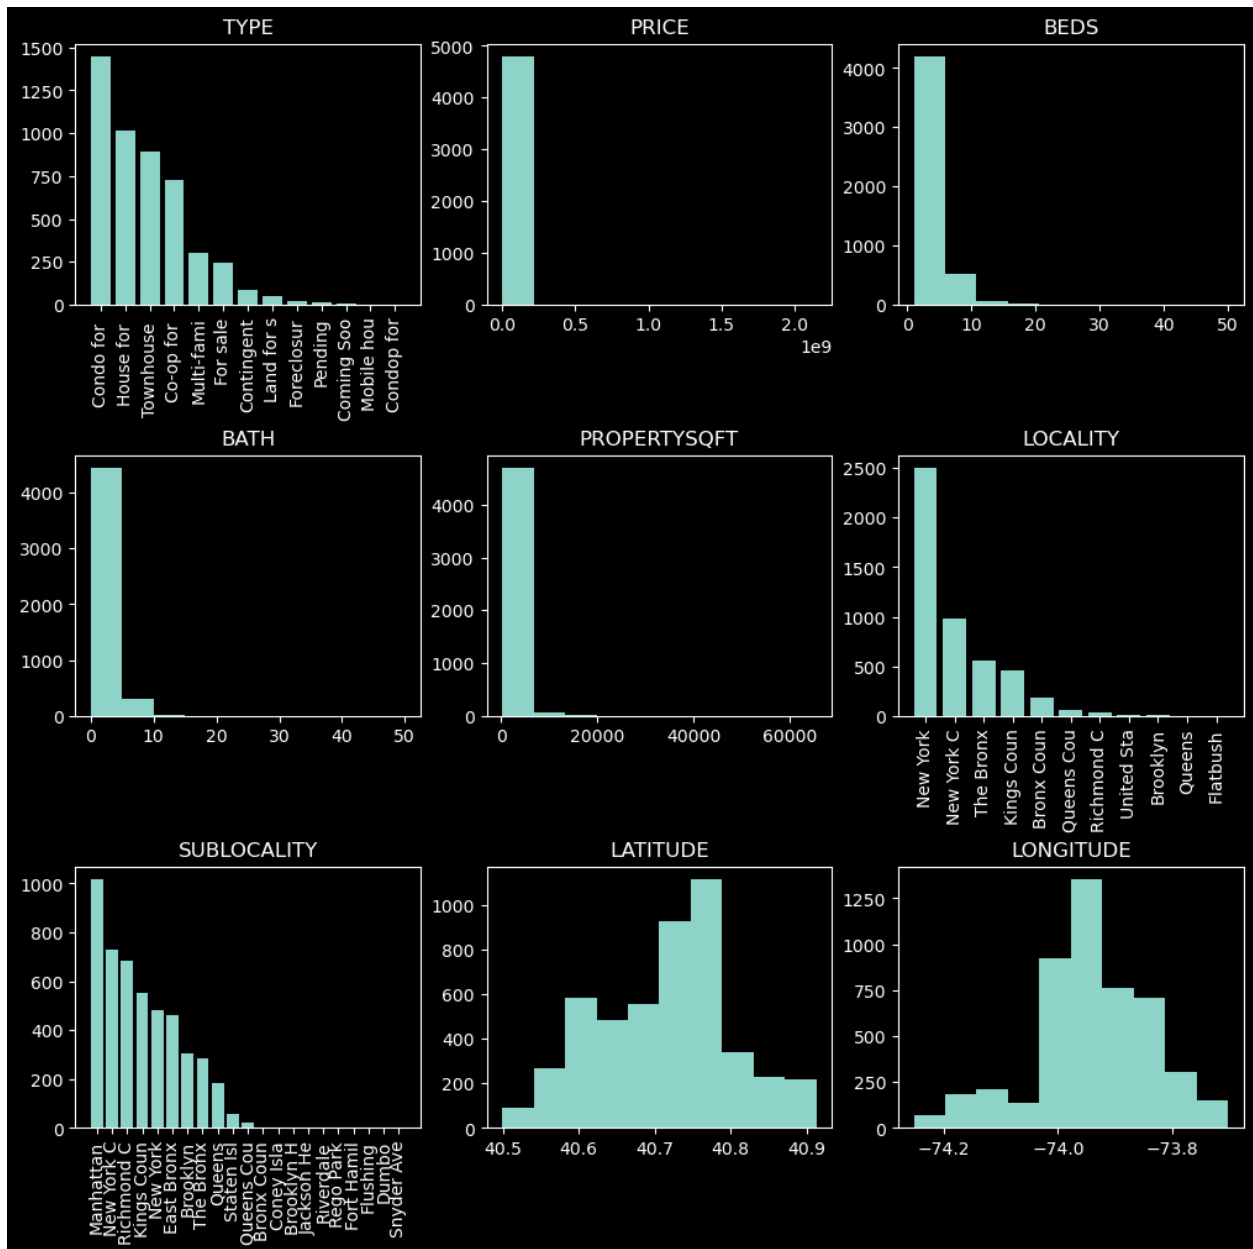 TYPE
1500
1250
1000
750
500
250
0
Condo for
House for
Townhouse
Co-op for
Multi-fami
For sale
Contingent
Land for s
Foreclosur
Pending
Coming Soo
Mobile hou
Condop for
PRICE
5000
4000
3000
2000
1000
0
0.0 0.5 1.0 1.5 2.0
1e9
BEDS
4000
3000
2000
1000
0
0 10 20 30 40 50
BATH
4000
3000
2000
1000
0
0 10 20 30 40 50
PROPERTYSQFT
4000
3000
2000
1000
0
0 20000 40000 60000
LOCALITY
2500
2000
1500
1000
500
0
New York
New York C
The Bronx
Kings Coun
Bronx Coun
Queens Cou
Richmond C
United Sta
Brooklyn
Queens
Flatbush
SUBLOCALITY
1000
800
600
400
200
0
Manhattan
New York C
Richmond C
Kings Coun
New York
East Bronx
Brooklyn
The Bronx
Queens
Staten Isl
Queens Cou
Bronx Coun
Coney Isla
Brooklyn H
Jackson He
Riverdale
Rego Park
Fort Hamil
Flushing
Dumbo
Snyder Ave
LATITUDE
1000
800
600
400
200
0
40.5 40.6 40.7 40.8 40.9
LONGITUDE
1250
1000
750
500
250
0
−74.2 −74.0 −73.8